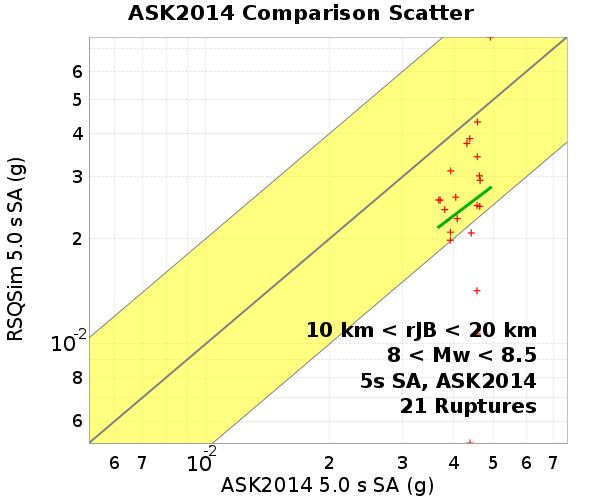 ASK2014 Comparison Scatter
RSQSim 5.0 s SA (g)
6
5
4
3
2
10-2
8
6
10 km < rJB < 20 km
8 < Mw < 8.5
5s SA, ASK2014
21 Ruptures
6 7 10-2 2 3 4 5 6 7
ASK2014 5.0 s SA (g)